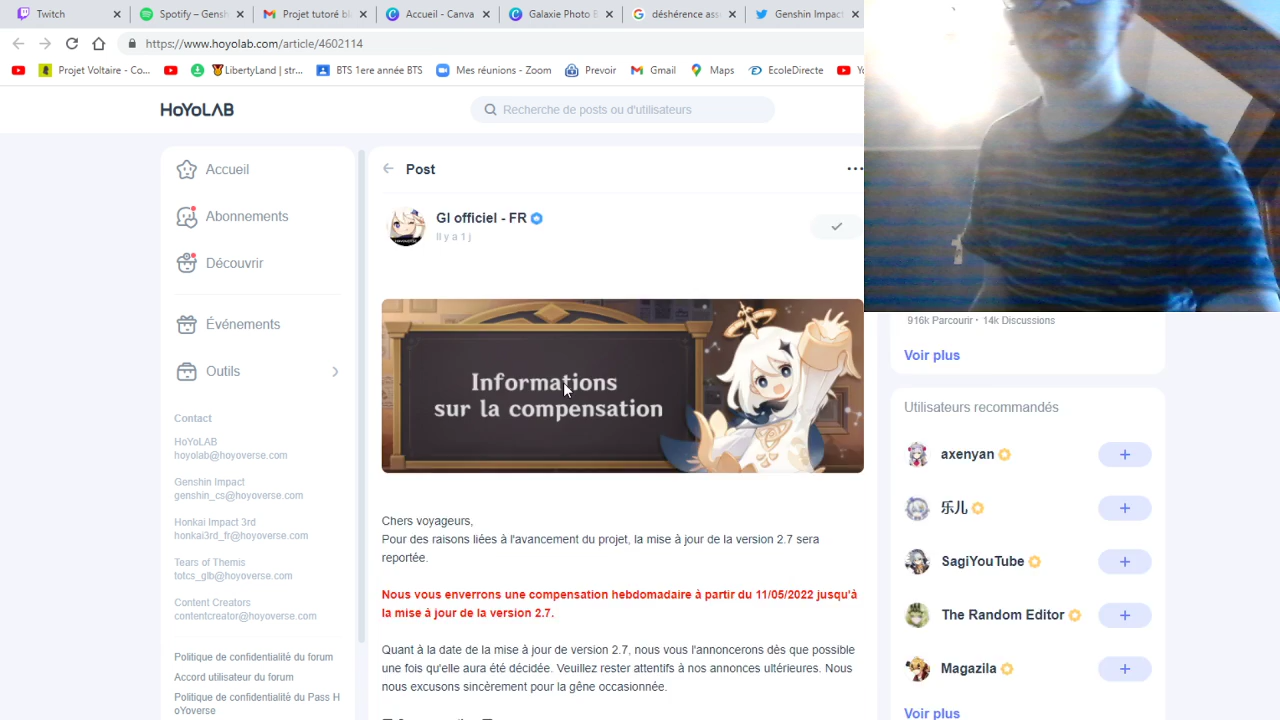 Twitch
Spotify – Gensh
Projet tutoré bl
Accueil - Canva
Galaxie Photo B
déshérence ass
Genshin Impac
https://www.hoyolab.com/article/4602114
Projet Voltaire - Co...
LibertyLand | str...
BTS 1ere année BTS
Mes réunions - Zoom
Prevoir
Gmail
Maps
EcoleDirecte
HoYoLAB
Recherche de posts ou d'utilisateurs
Accueil
Abonnements
Découvrir
Événements
Outils
Contact
HoYoLAB
hoyolab@hoyoverse.com
Genshin Impact
genshin_cs@hoyoverse.com
Honkai Impact 3rd
honkai3rd_fr@hoyoverse.com
Tears of Themis
totcs_glb@hoyoverse.com
Content Creators
contentcreator@hoyoverse.com
Politique de confidentialité du forum
Accord utilisateur du forum
Politique de confidentialité du Pass H
oYoverse
Post
GI officiel - FR
Il y a 1 j
Informations
sur la compensation
Chers voyageurs,
Pour des raisons liées à l'avancement du projet, la mise à jour de la version 2.7 sera
reportée.
Nous vous enverrons une compensation hebdomadaire à partir du 11/05/2022 jusqu'à
la mise à jour de la version 2.7.
Quant à la date de la mise à jour de version 2.7, nous vous l'annoncerons dès que possible
une fois qu'elle aura été décidée. Veuillez rester attentifs à nos annonces ultérieures. Nous
nous excusons sincèrement pour la gêne occasionnée.
916k Parcourir • 14k Discussions
Voir plus
Utilisateurs recommandés
axenyan
乐儿
SagiYouTube
The Random Editor
Magazila
Voir plus